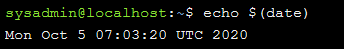 sysadmin@localhost:~$ echo $(date)
Mon Oct 5 07:03:20 UTC 2020